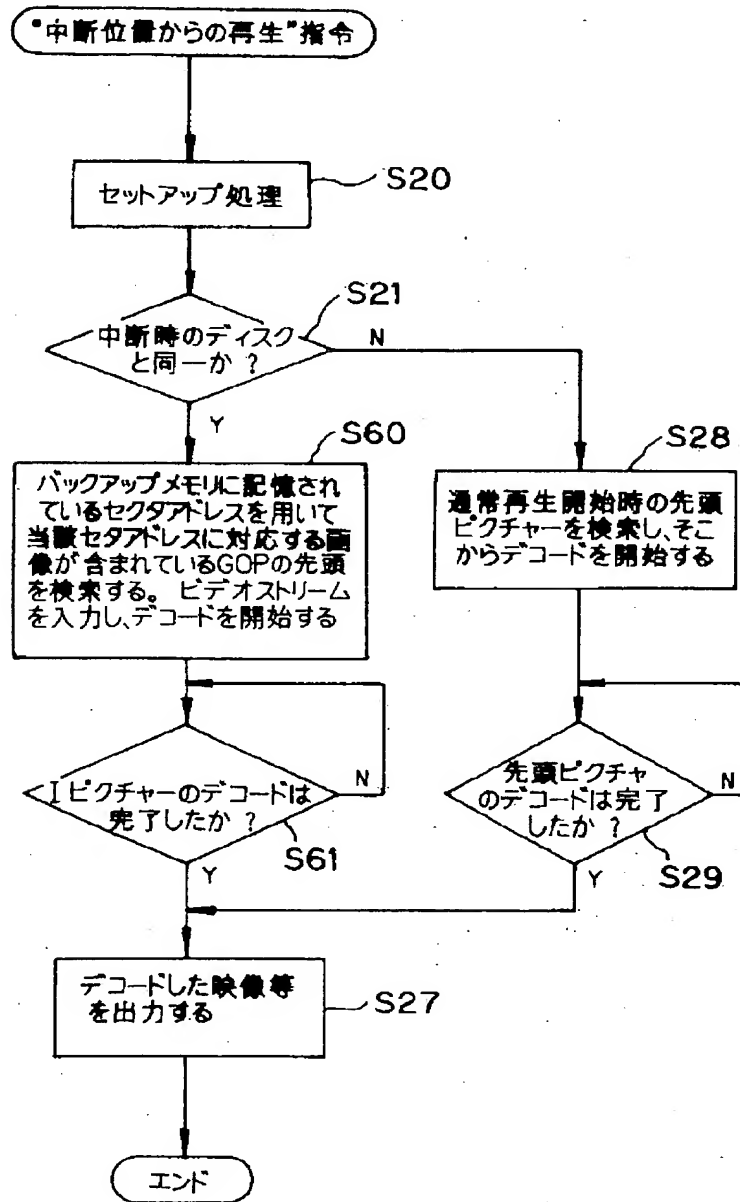 "中断位置からの再生"指令
セットアップ処理
S20
中断時のディスク
と同一か ?
S21
N
Y
S60
バックアップメモリに記憶され
ているセクタアドレスを用いて
当該セタアドレスに対応する画
像が含まれているGOPの先頭
を検索する。 ビデオストリーム
を入力し、デコードを開始する
S28
通常再生開始時の先頭
ピクチャーを検索し、そこ
からデコードを開始する
Iピクチャーのデコードは
完了したか ?
N
S61
Y
先頭ピクチャ
のデコードは完了
したか ?
N
S29
Y
デコードした映像等
を出力する
S27
エンド